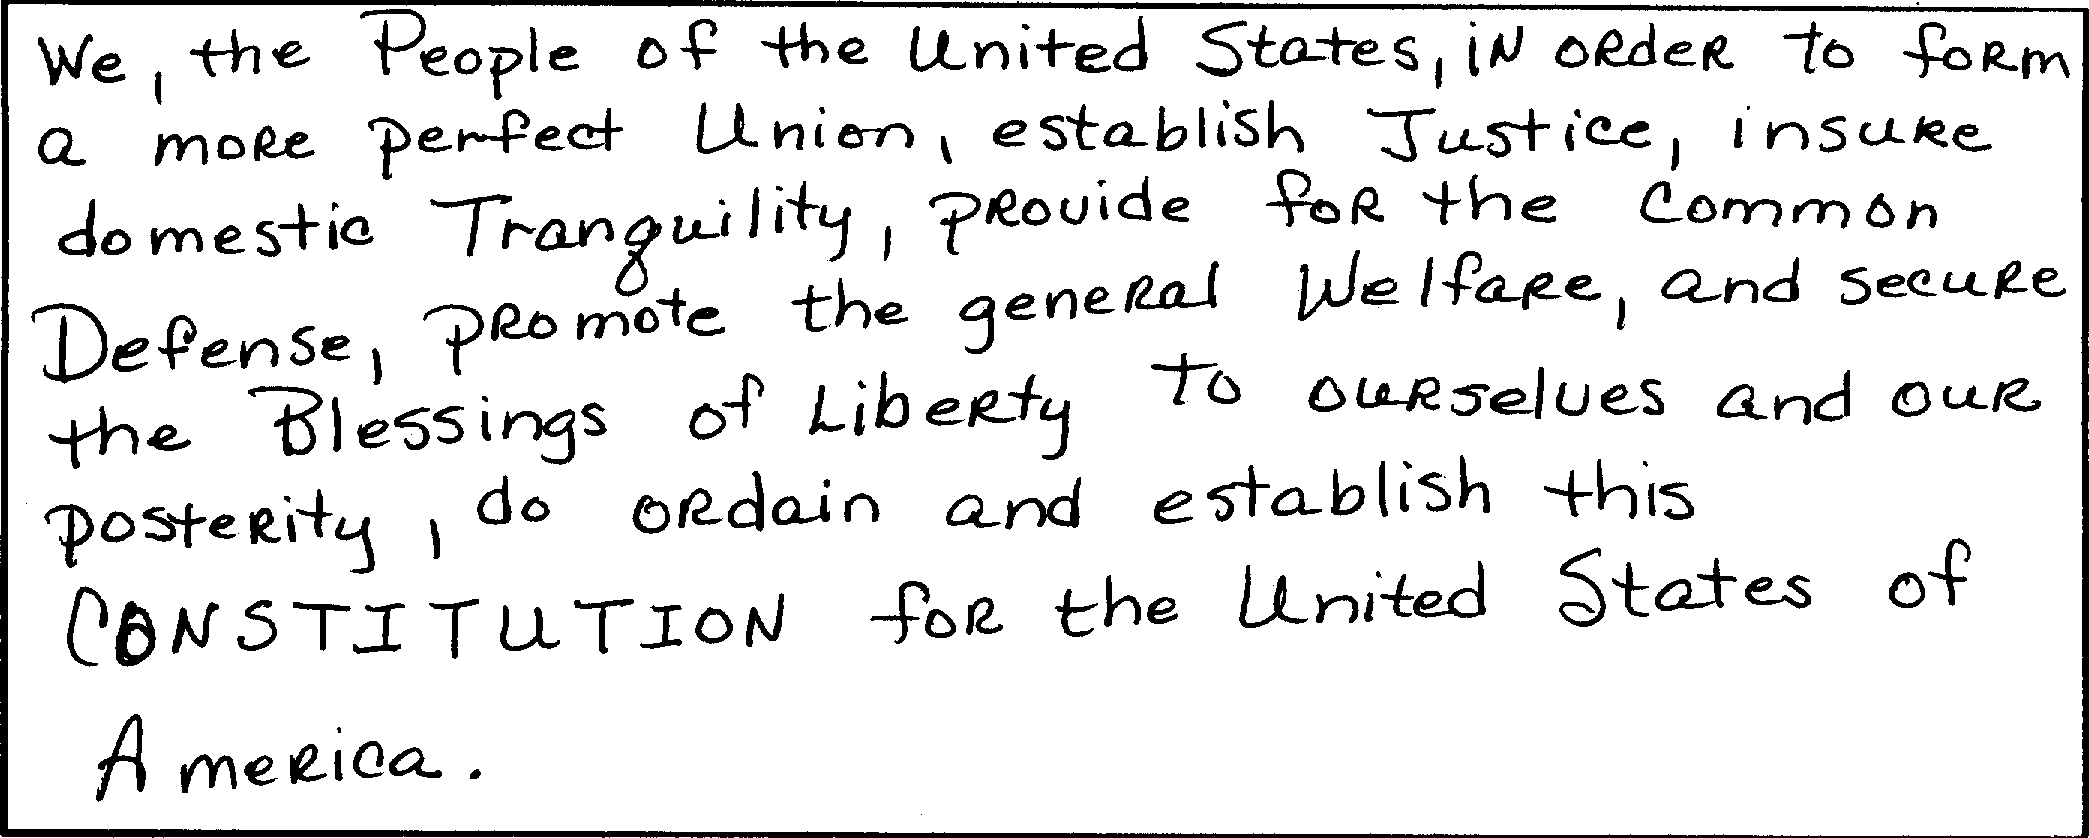 We, the People of the United States, in order to form
a more perfect Union, establish Justice, insure
domestic Tranquility, provide for the Common
Defense, promote the general Welfare, and secure
the Blessings of Liberty to ourselves and our
posterity, do ordain and establish this
CONSTITUTION for the United States of
America.